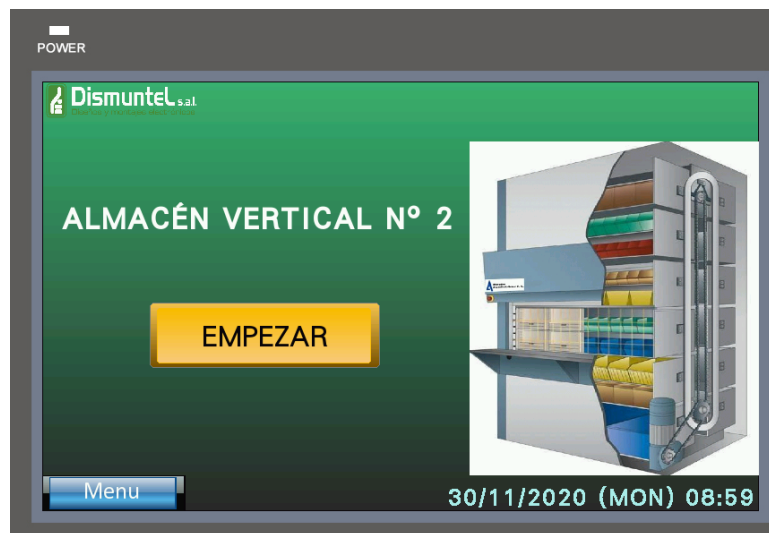 POWER
Dismuntel s.a.l.
ALMACÉN VERTICAL Nº 2
EMPEZAR
Menu
30/11/2020 (MON) 08:59